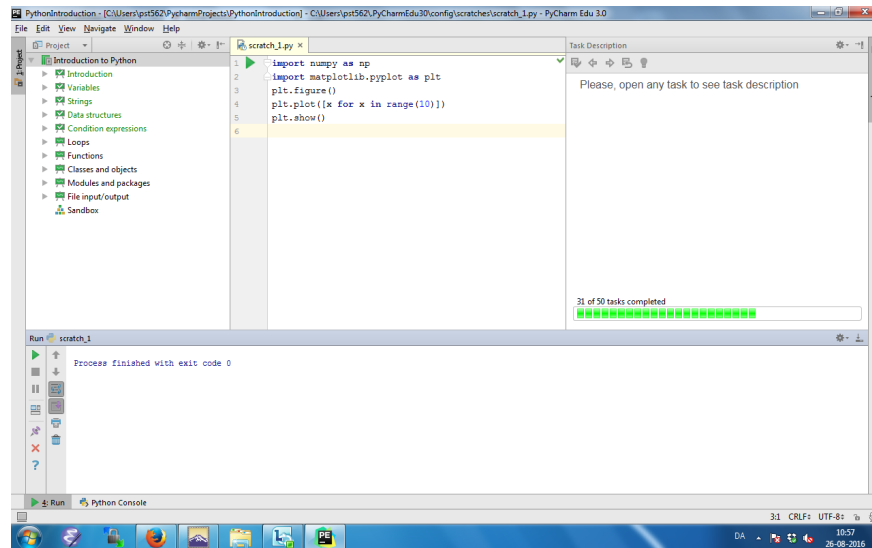 PythonIntroduction - [C:\Users\pst562\PycharmProjects\PythonIntroduction] - C:\Users\pst562\.PyCharmEdu30\config\scratches\scratch_1.py - PyCharm Edu 3.0
File Edit View Navigate Window Help
Project
scratch_1.py ×
Task Description
1: Project
Introduction to Python
Introduction
Variables
Strings
Data structures
Condition expressions
Loops
Functions
Classes and objects
Modules and packages
File input/output
Sandbox
1 import numpy as np
2 import matplotlib.pyplot as plt
3 plt.figure()
4 plt.plot([x for x in range(10)])
5 plt.show()
6
Please, open any task to see task description
31 of 50 tasks completed
Run scratch_1
Process finished with exit code 0
4: Run Python Console
3:1 CRLF÷ UTF-8÷
PE
DA
10:57
26-08-2016